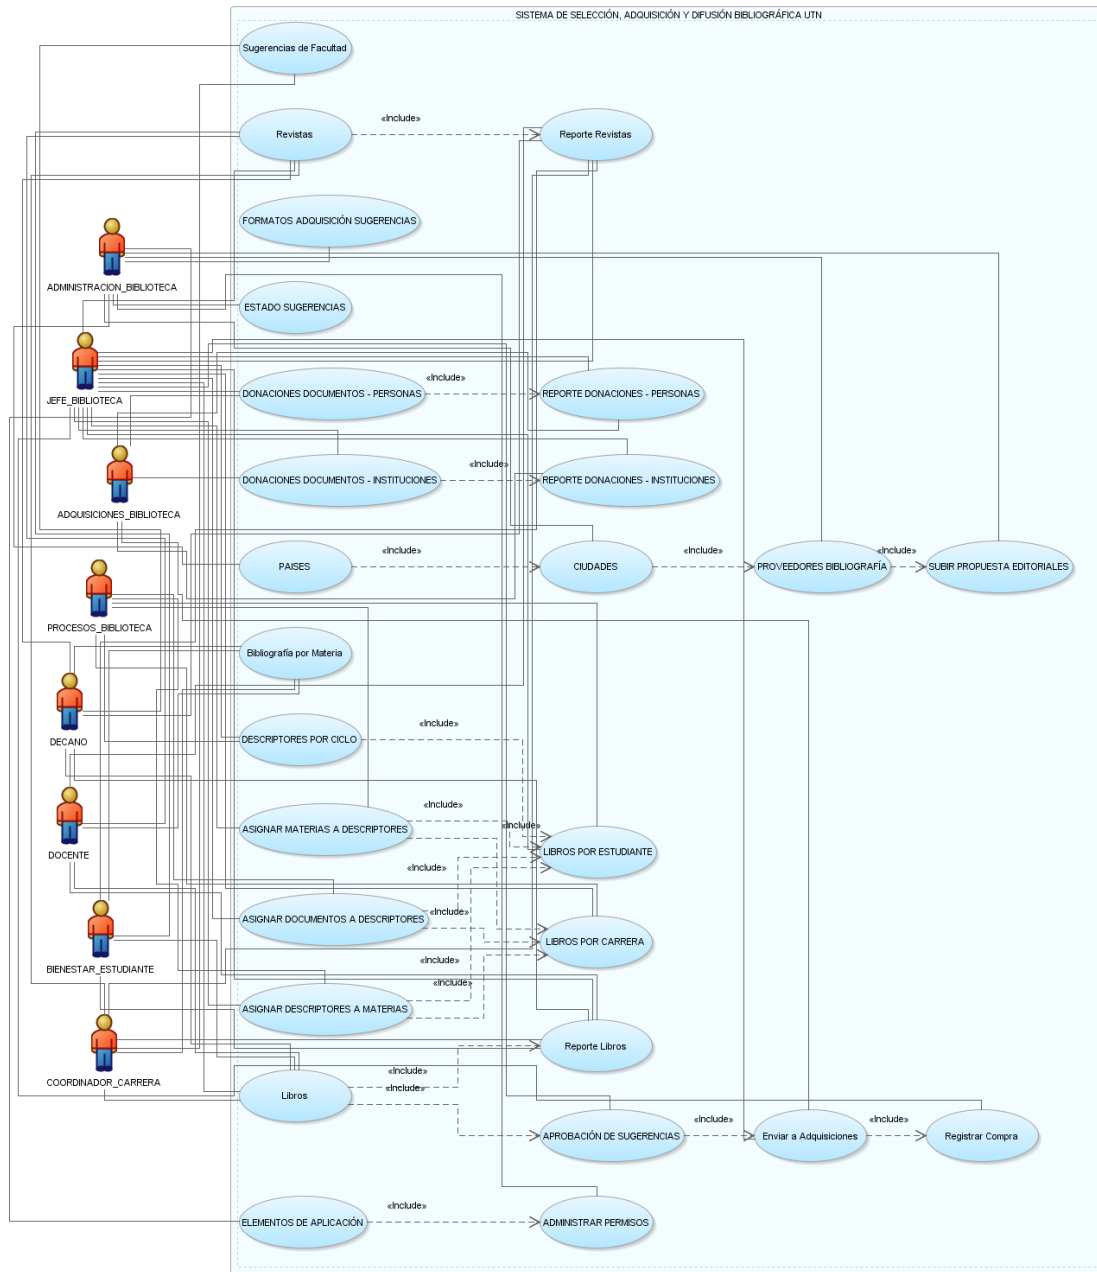 SISTEMA DE SELECCIÓN, ADQUISICIÓN Y DIFUSIÓN BIBLIOGRÁFICA UTN
Sugerencias de Facultad
«Include»
Revistas
Reporte Revistas
FORMATOS ADQUISICIÓN SUGERENCIAS
ADMINISTRACION_BIBLIOTECA
ESTADO SUGERENCIAS
«Include»
JEFE_BIBLIOTECA
DONACIONES DOCUMENTOS - PERSONAS
REPORTE DONACIONES - PERSONAS
«Include»
DONACIONES DOCUMENTOS - INSTITUCIONES
REPORTE DONACIONES - INSTITUCIONES
ADQUISICIONES_BIBLIOTECA
«Include»
«Include»
«Include»
PAISES
CIUDADES
PROVEEDORES BIBLIOGRAFÍA
SUBIR PROPUESTA EDITORIALES
PROCESOS_BIBLIOTECA
Bibliografía por Materia
«Include»
DECANO
DESCRIPTORES POR CICLO
«Include»
«Include»
ASIGNAR MATERIAS A DESCRIPTORES
DOCENTE
LIBROS POR ESTUDIANTE
«Include»
«Include»
ASIGNAR DOCUMENTOS A DESCRIPTORES
LIBROS POR CARRERA
«Include»
BIENESTAR_ESTUDIANTE
«Include»
ASIGNAR DESCRIPTORES A MATERIAS
Reporte Libros
«Include»
COORDINADOR_CARRERA
«Include»
Libros
«Include»
«Include»
APROBACIÓN DE SUGERENCIAS
Enviar a Adquisiciones
Registrar Compra
«Include»
ELEMENTOS DE APLICACIÓN
ADMINISTRAR PERMISOS